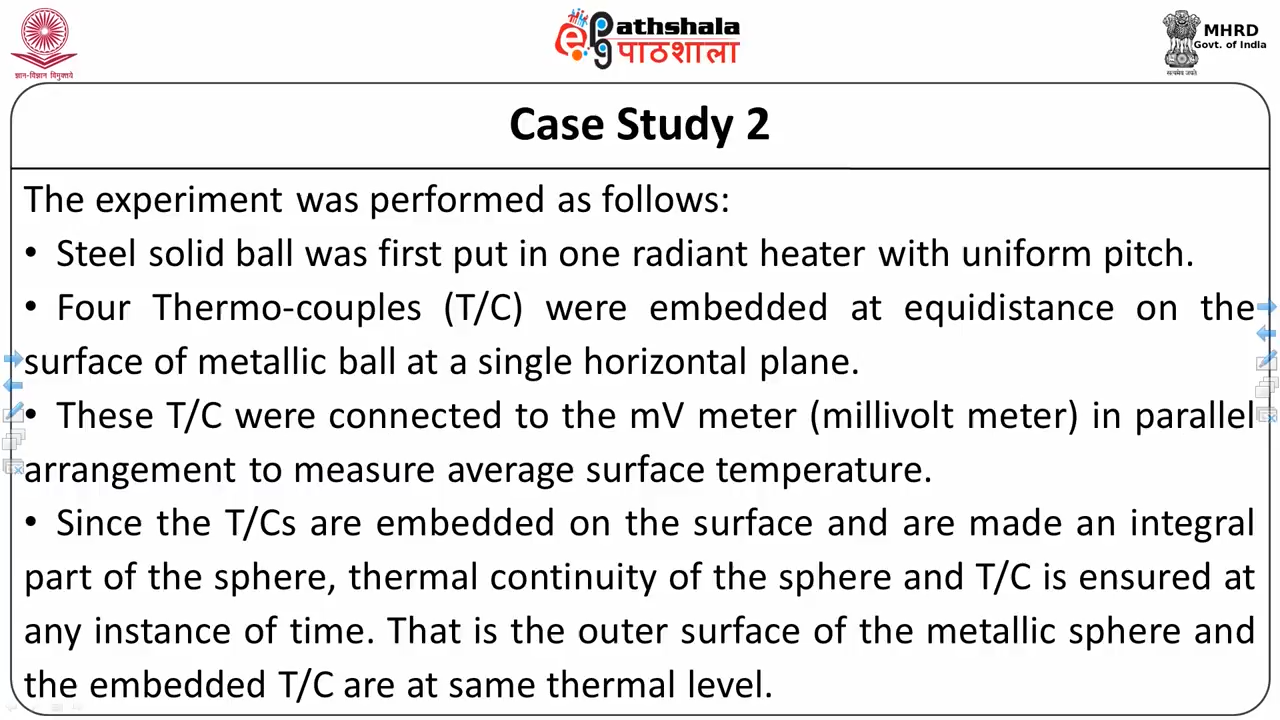 ज्ञान-विज्ञान विमुक्तये
ePg Pathshala
पाठशाला
MHRD
Govt. of India
सत्यमेव जयते
Case Study 2
The experiment was performed as follows:
• Steel solid ball was first put in one radiant heater with uniform pitch.
• Four Thermo-couples (T/C) were embedded at equidistance on the
surface of metallic ball at a single horizontal plane.
• These T/C were connected to the mV meter (millivolt meter) in parallel
arrangement to measure average surface temperature.
• Since the T/Cs are embedded on the surface and are made an integral
part of the sphere, thermal continuity of the sphere and T/C is ensured at
any instance of time. That is the outer surface of the metallic sphere and
the embedded T/C are at same thermal level.